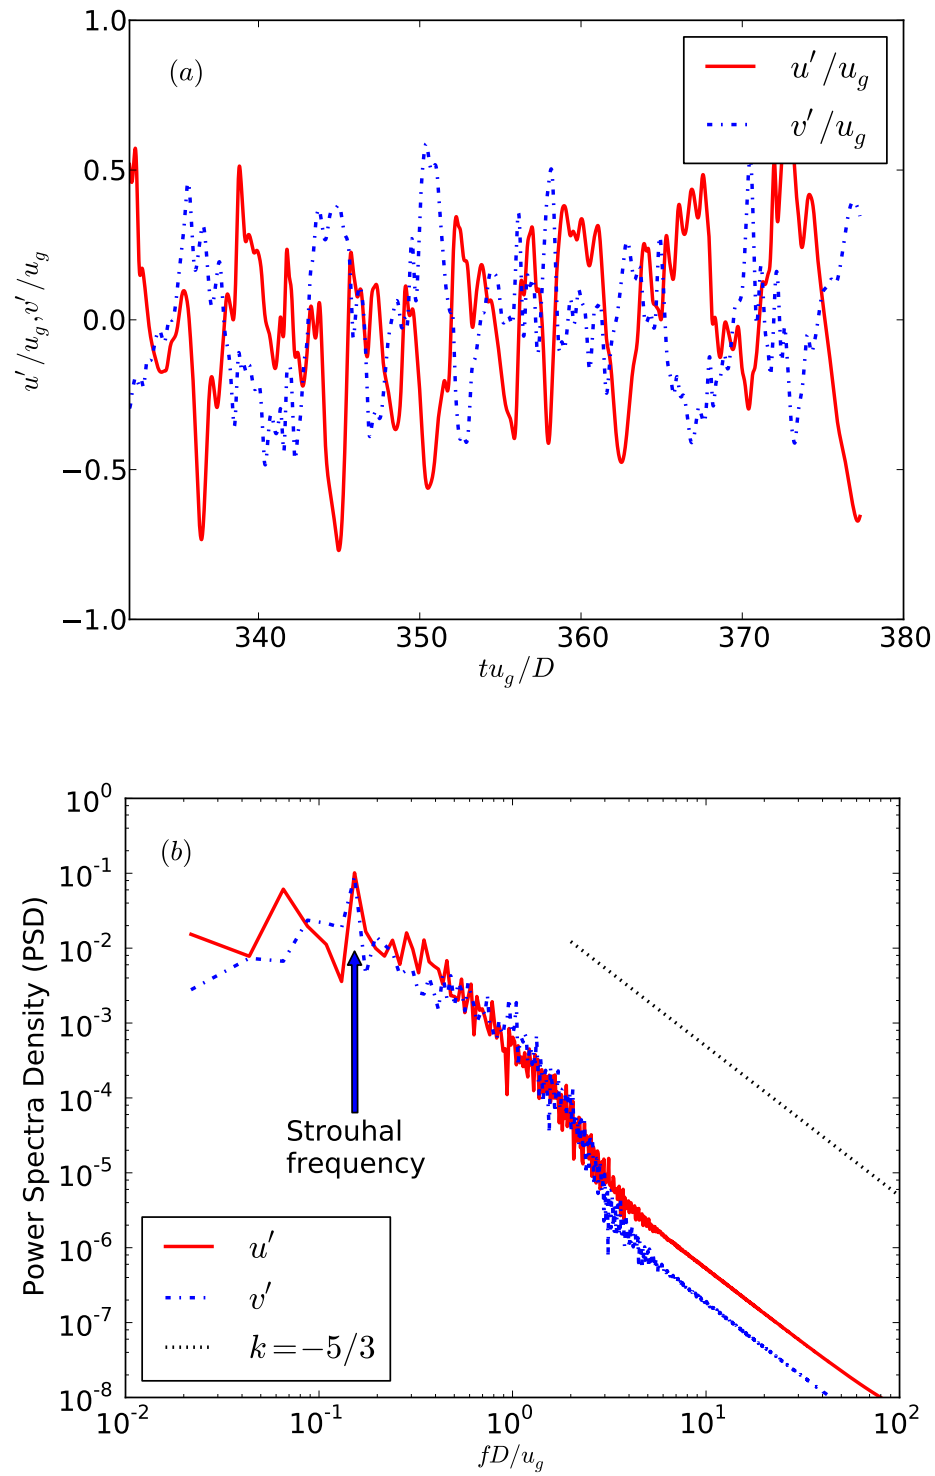 1.0
(a)
u′/u_g
v′/u_g
0.5
0.0
−0.5
−1.0
u′/u_g, v′/u_g
340 350 360 370 380
tu_g/D
10^0
(b)
10^-1
10^-2
10^-3
10^-4
Strouhal
frequency
10^-5
10^-6
10^-7
10^-8
Power Spectra Density (PSD)
u′
v′
k=−5/3
10^-2 10^-1 10^0 10^1 10^2
fD/u_g